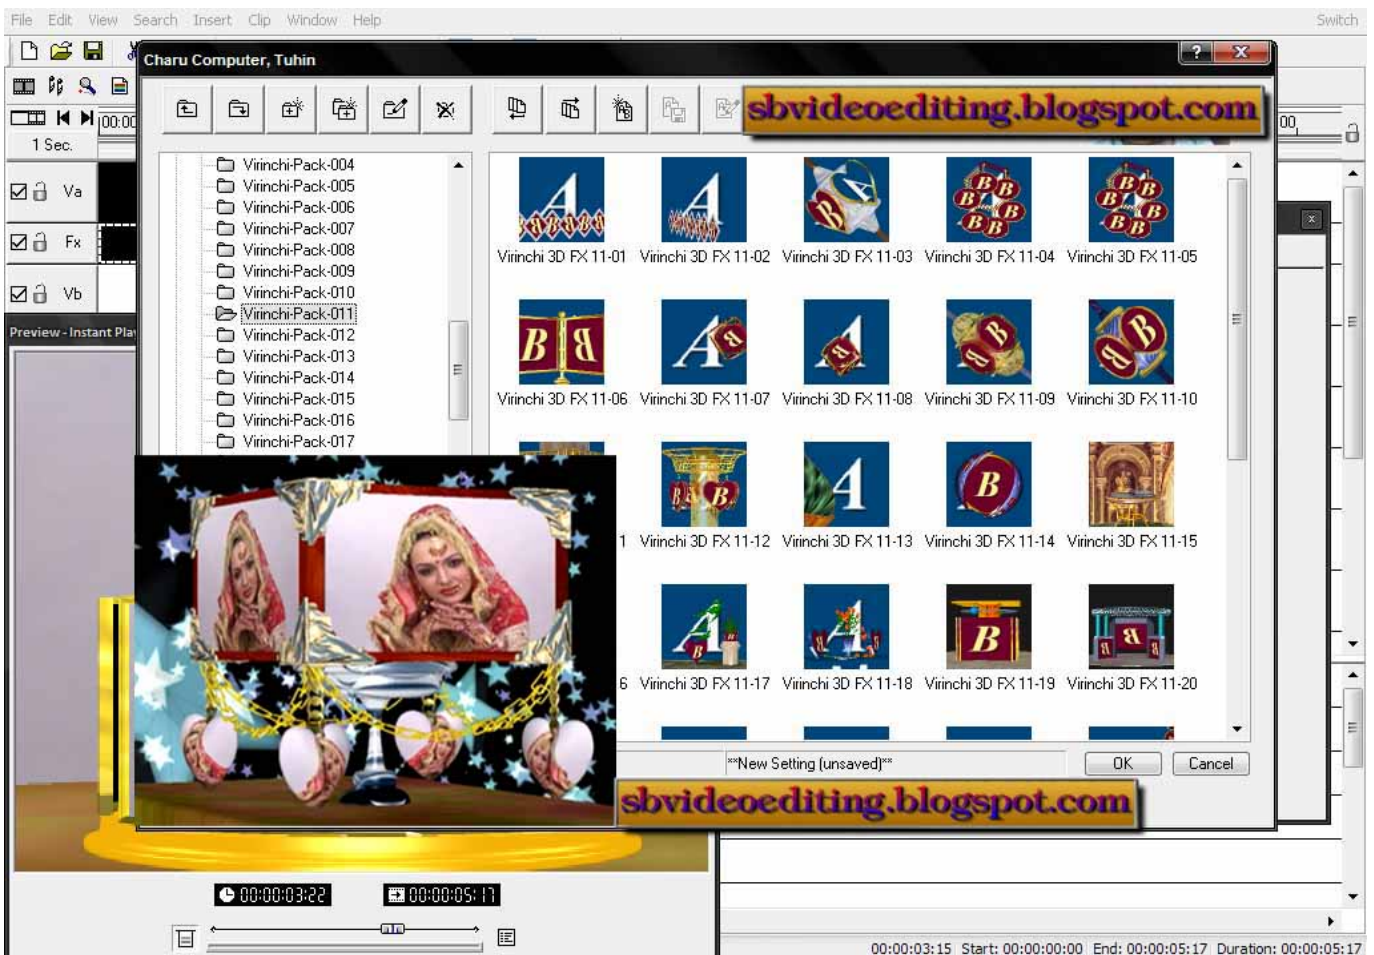 File Edit View Search Insert Clip Window Help Switch
Charu Computer, Tuhin
sbvideoediting.blogspot.com
1 Sec.
Va
Fx
Vb
Virinchi-Pack-004
Virinchi-Pack-005
Virinchi-Pack-006
Virinchi-Pack-007
Virinchi-Pack-008
Virinchi-Pack-009
Virinchi-Pack-010
Virinchi-Pack-011
Virinchi-Pack-012
Virinchi-Pack-013
Virinchi-Pack-014
Virinchi-Pack-015
Virinchi-Pack-016
Virinchi-Pack-017
Virinchi 3D FX 11-01 Virinchi 3D FX 11-02 Virinchi 3D FX 11-03 Virinchi 3D FX 11-04 Virinchi 3D FX 11-05
Virinchi 3D FX 11-06 Virinchi 3D FX 11-07 Virinchi 3D FX 11-08 Virinchi 3D FX 11-09 Virinchi 3D FX 11-10
1 Virinchi 3D FX 11-12 Virinchi 3D FX 11-13 Virinchi 3D FX 11-14 Virinchi 3D FX 11-15
6 Virinchi 3D FX 11-17 Virinchi 3D FX 11-18 Virinchi 3D FX 11-19 Virinchi 3D FX 11-20
**New Setting (unsaved)** OK Cancel
sbvideoediting.blogspot.com
Preview - Instant Play
00:00:03:22 00:00:05:17
00:00:03:15 Start: 00:00:00:00 End: 00:00:05:17 Duration: 00:00:05:17